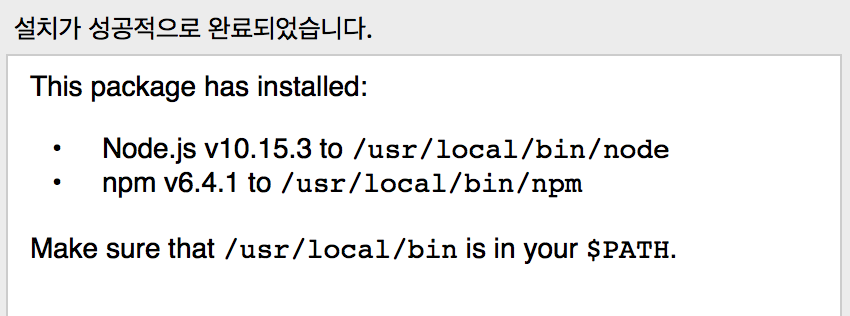 설치가 성공적으로 완료되었습니다.
This package has installed:
• Node.js v10.15.3 to /usr/local/bin/node
• npm v6.4.1 to /usr/local/bin/npm
Make sure that /usr/local/bin is in your $PATH.